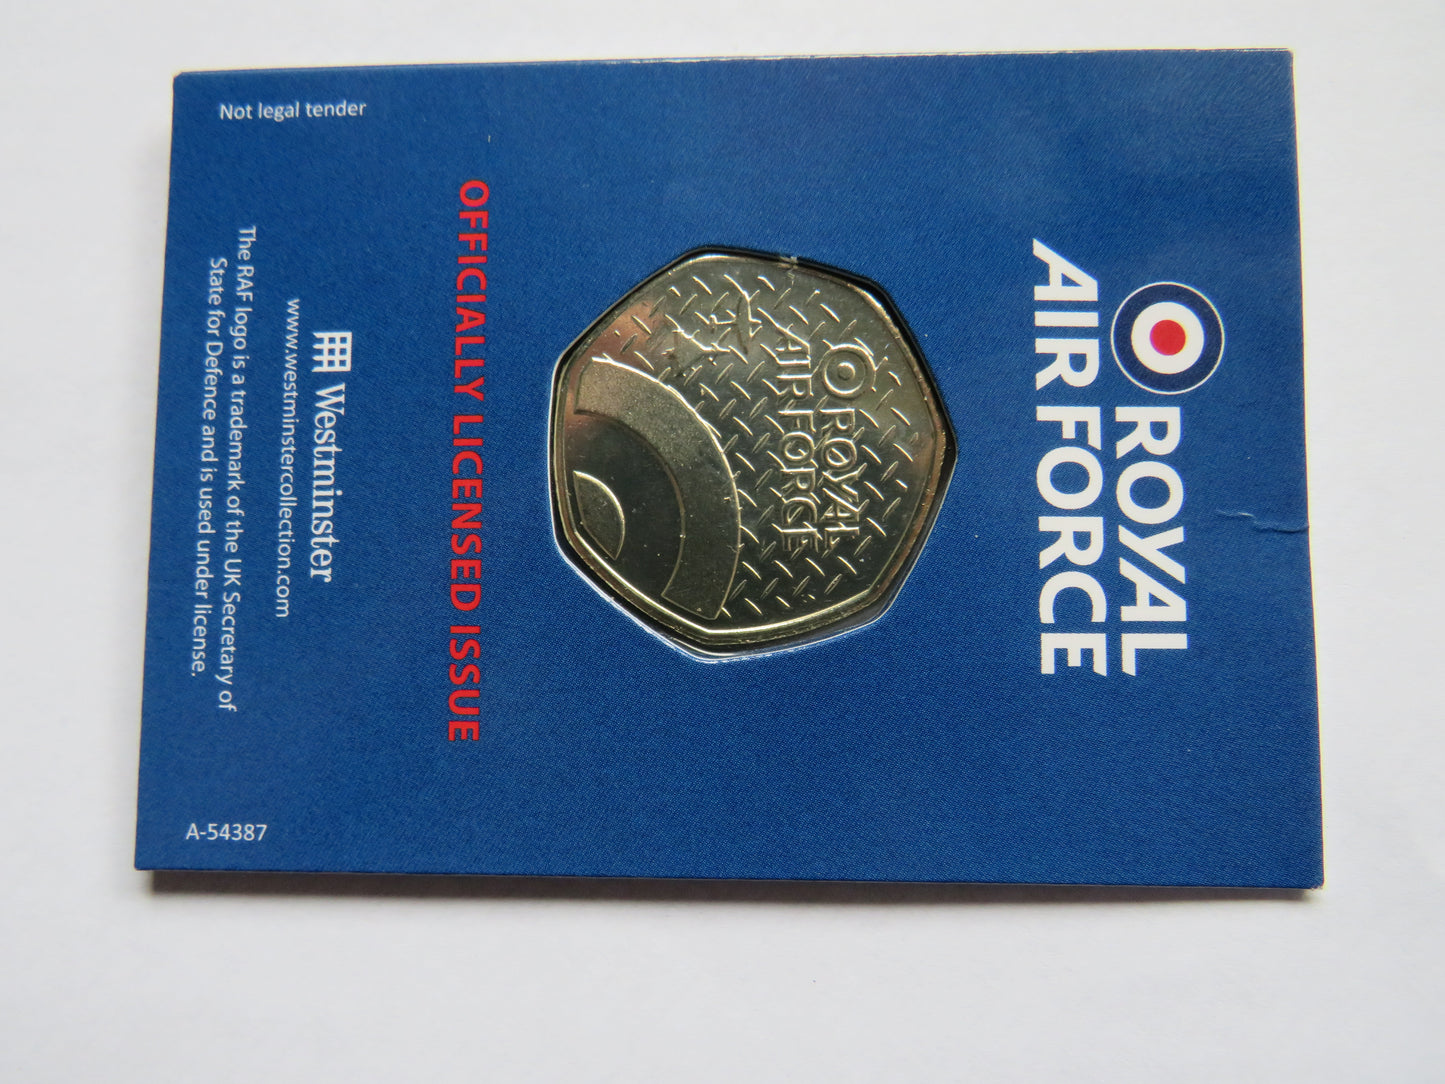 ROYAL
AIR FORCE
ROYAL
AIR FORCE
OFFICIALLY LICENSED ISSUE
Westminster
www.westminstercollection.com
The RAF logo is a trademark of the UK Secretary of
State for Defence and is used under license.
Not legal tender
A-54387